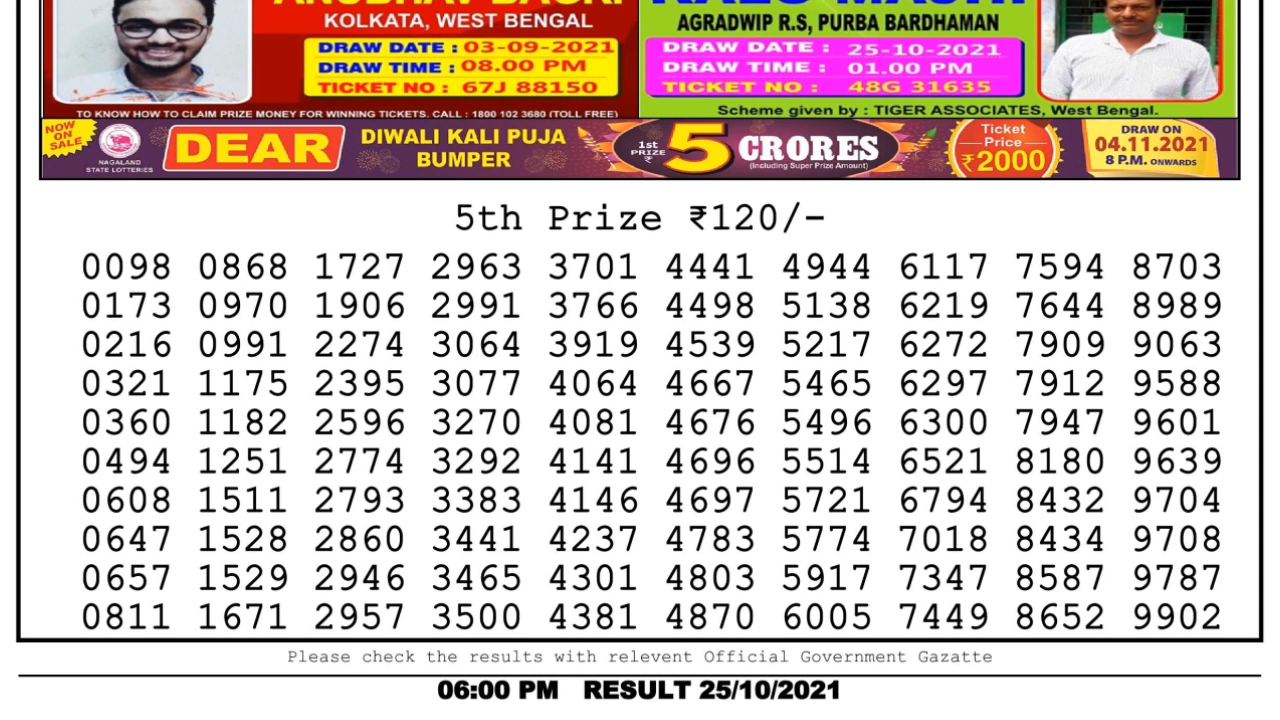 KOLKATA, WEST BENGAL
DRAW DATE : 03-09-2021
DRAW TIME : 08.00 PM
TICKET NO : 67J 88150
TO KNOW HOW TO CLAIM PRIZE MONEY FOR WINNING TICKETS. CALL : 1800 102 3680 (TOLL FREE)
AGRADWIP R.S, PURBA BARDHAMAN
DRAW DATE : 25-10-2021
DRAW TIME : 01.00 PM
TICKET NO : 48G 31635
Scheme given by : TIGER ASSOCIATES, West Bengal.
NOW ON SALE
NAGALAND
STATE LOTTERIES
DEAR
DIWALI KALI PUJA
BUMPER
1st
PRIZE
₹
5
CRORES
(Including Super Prize Amount)
Ticket
Price
₹2000
DRAW ON
04.11.2021
8 P.M. ONWARDS
5th Prize ₹120/-
0098 0868 1727 2963 3701 4441 4944 6117 7594 8703
0173 0970 1906 2991 3766 4498 5138 6219 7644 8989
0216 0991 2274 3064 3919 4539 5217 6272 7909 9063
0321 1175 2395 3077 4064 4667 5465 6297 7912 9588
0360 1182 2596 3270 4081 4676 5496 6300 7947 9601
0494 1251 2774 3292 4141 4696 5514 6521 8180 9639
0608 1511 2793 3383 4146 4697 5721 6794 8432 9704
0647 1528 2860 3441 4237 4783 5774 7018 8434 9708
0657 1529 2946 3465 4301 4803 5917 7347 8587 9787
0811 1671 2957 3500 4381 4870 6005 7449 8652 9902
Please check the results with relevent Official Government Gazatte
06:00 PM RESULT 25/10/2021